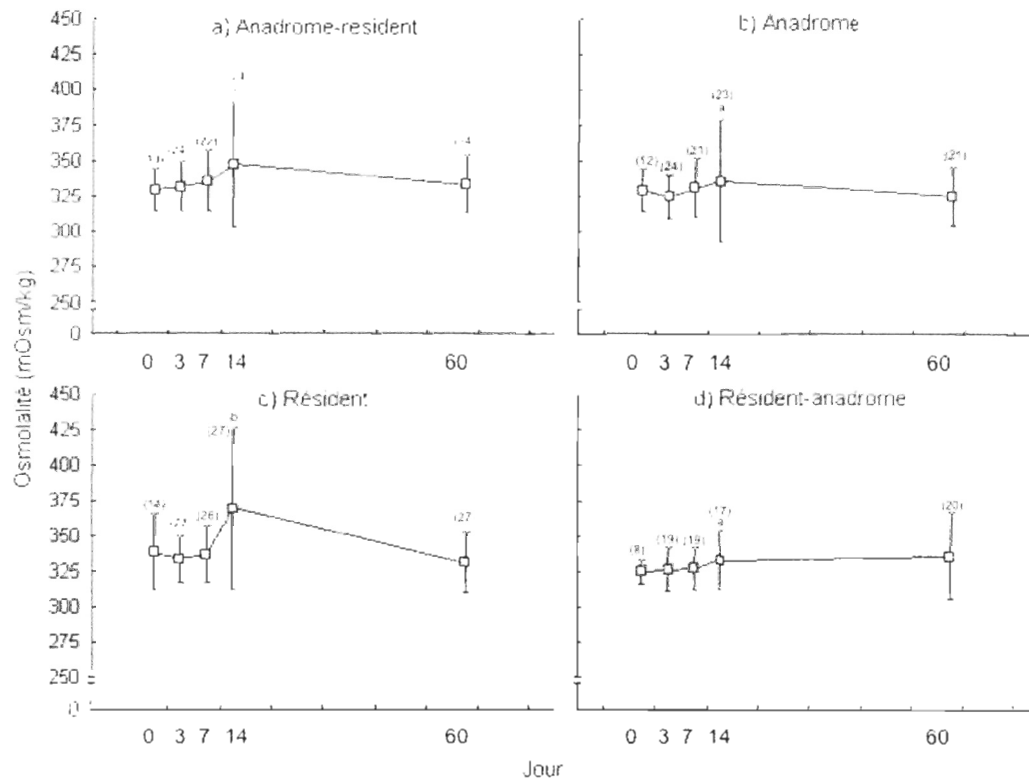 a) Anadrome-resident
b) Anadrome
450
425
400
375
350
325
300
275
250
0
(23)
a
(12) (24) (21) (21)
0 3 7 14 60
0 3 7 14 60
Osmolalité (mOsm/kg)
c) Résident
d) Résident-anadrome
450
425
400
375
350
325
300
275
250
0
b
(27)
(14) (26) (27
(17)
a
(8) (19) (19) (20)
0 3 7 14 60
0 3 7 14 60
Jour